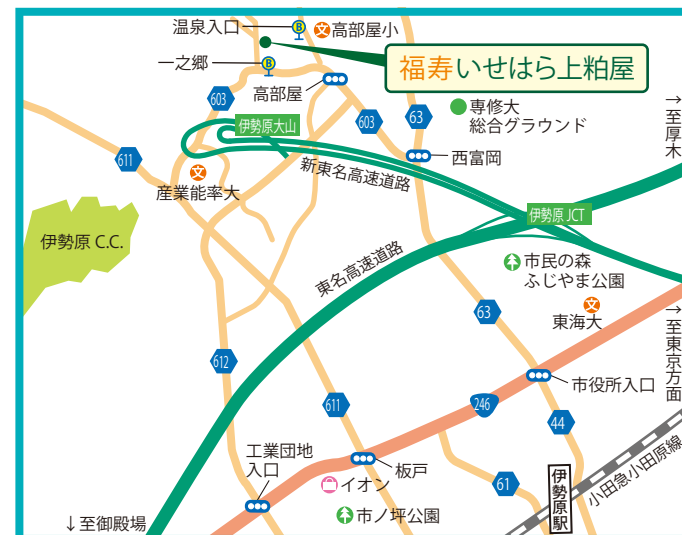 温泉入口
B
文
高部屋小
一之郷
B
福寿いせはら上粕屋
高部屋
603
63
専修大
総合グラウンド
→至厚木
伊勢原大山
603
611
西富岡
文
産業能率大
新東名高速道路
伊勢原 JCT
伊勢原 C.C.
東名高速道路
市民の森
ふじやま公園
文
東海大
63
→至東京方面
612
市役所入口
611
246
44
工業団地
入口
板戸
イオン
61
伊勢原駅
小田急小田原線
市ノ坪公園
↓至御殿場